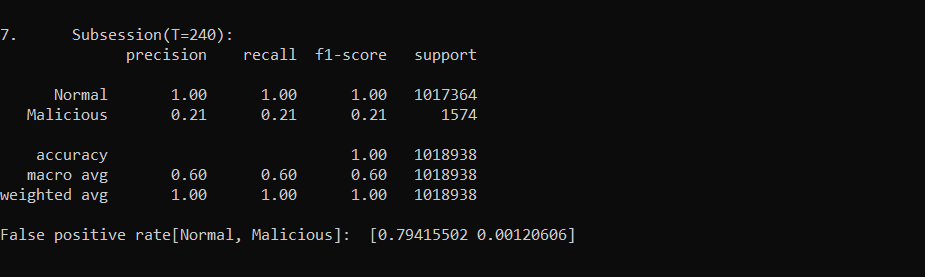 7. Subsession(T=240):
precision recall f1-score support
Normal 1.00 1.00 1.00 1017364
Malicious 0.21 0.21 0.21 1574
accuracy 1.00 1018938
macro avg 0.60 0.60 0.60 1018938
weighted avg 1.00 1.00 1.00 1018938
False positive rate[Normal, Malicious]: [0.79415502 0.00120606]